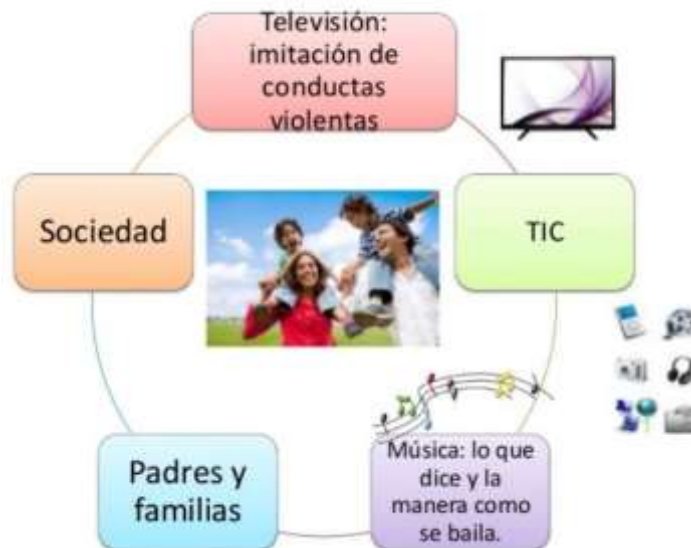 Televisión:
imitación de
conductas
violentas
Sociedad
TIC
Padres y
familias
Música: lo que
dice y la
manera como
se baila.